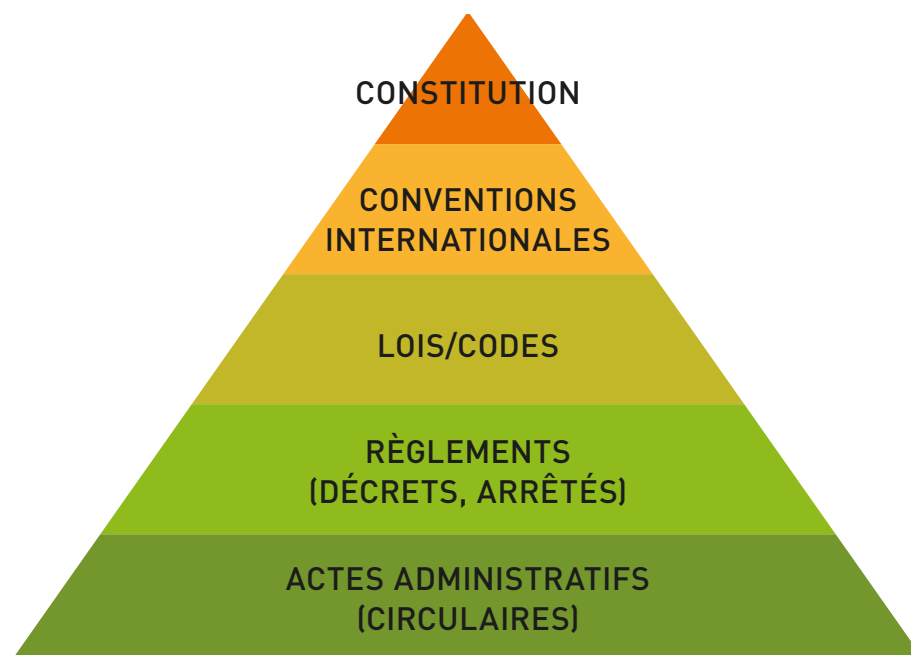 CONSTITUTION
CONVENTIONS
INTERNATIONALES
LOIS/CODES
RÈGLEMENTS
(DÉCRETS, ARRÊTÉS)
ACTES ADMINISTRATIFS
(CIRCULAIRES)